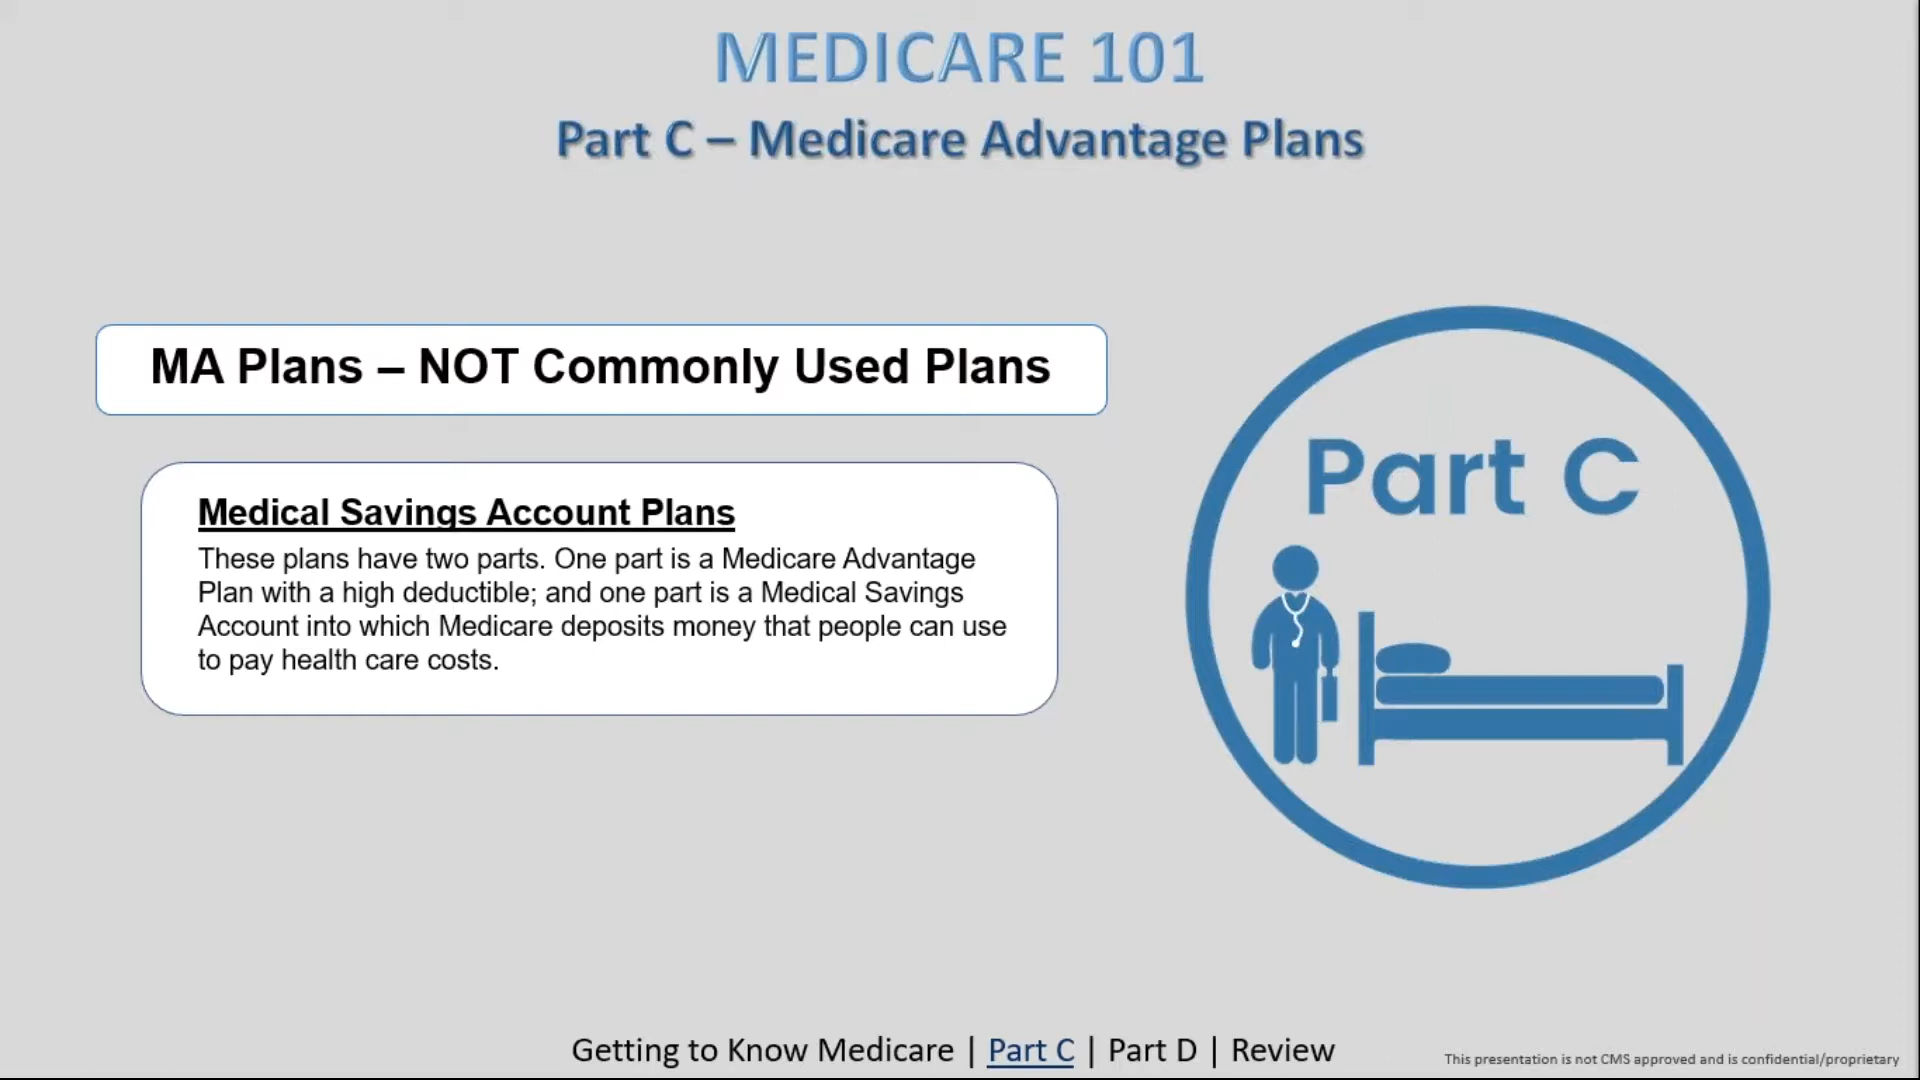 MEDICARE 101
Part C – Medicare Advantage Plans
MA Plans – NOT Commonly Used Plans
Medical Savings Account Plans
These plans have two parts. One part is a Medicare Advantage
Plan with a high deductible; and one part is a Medical Savings
Account into which Medicare deposits money that people can use
to pay health care costs.
Part C
Getting to Know Medicare | Part C | Part D | Review
This presentation is not CMS approved and is confidential/proprietary